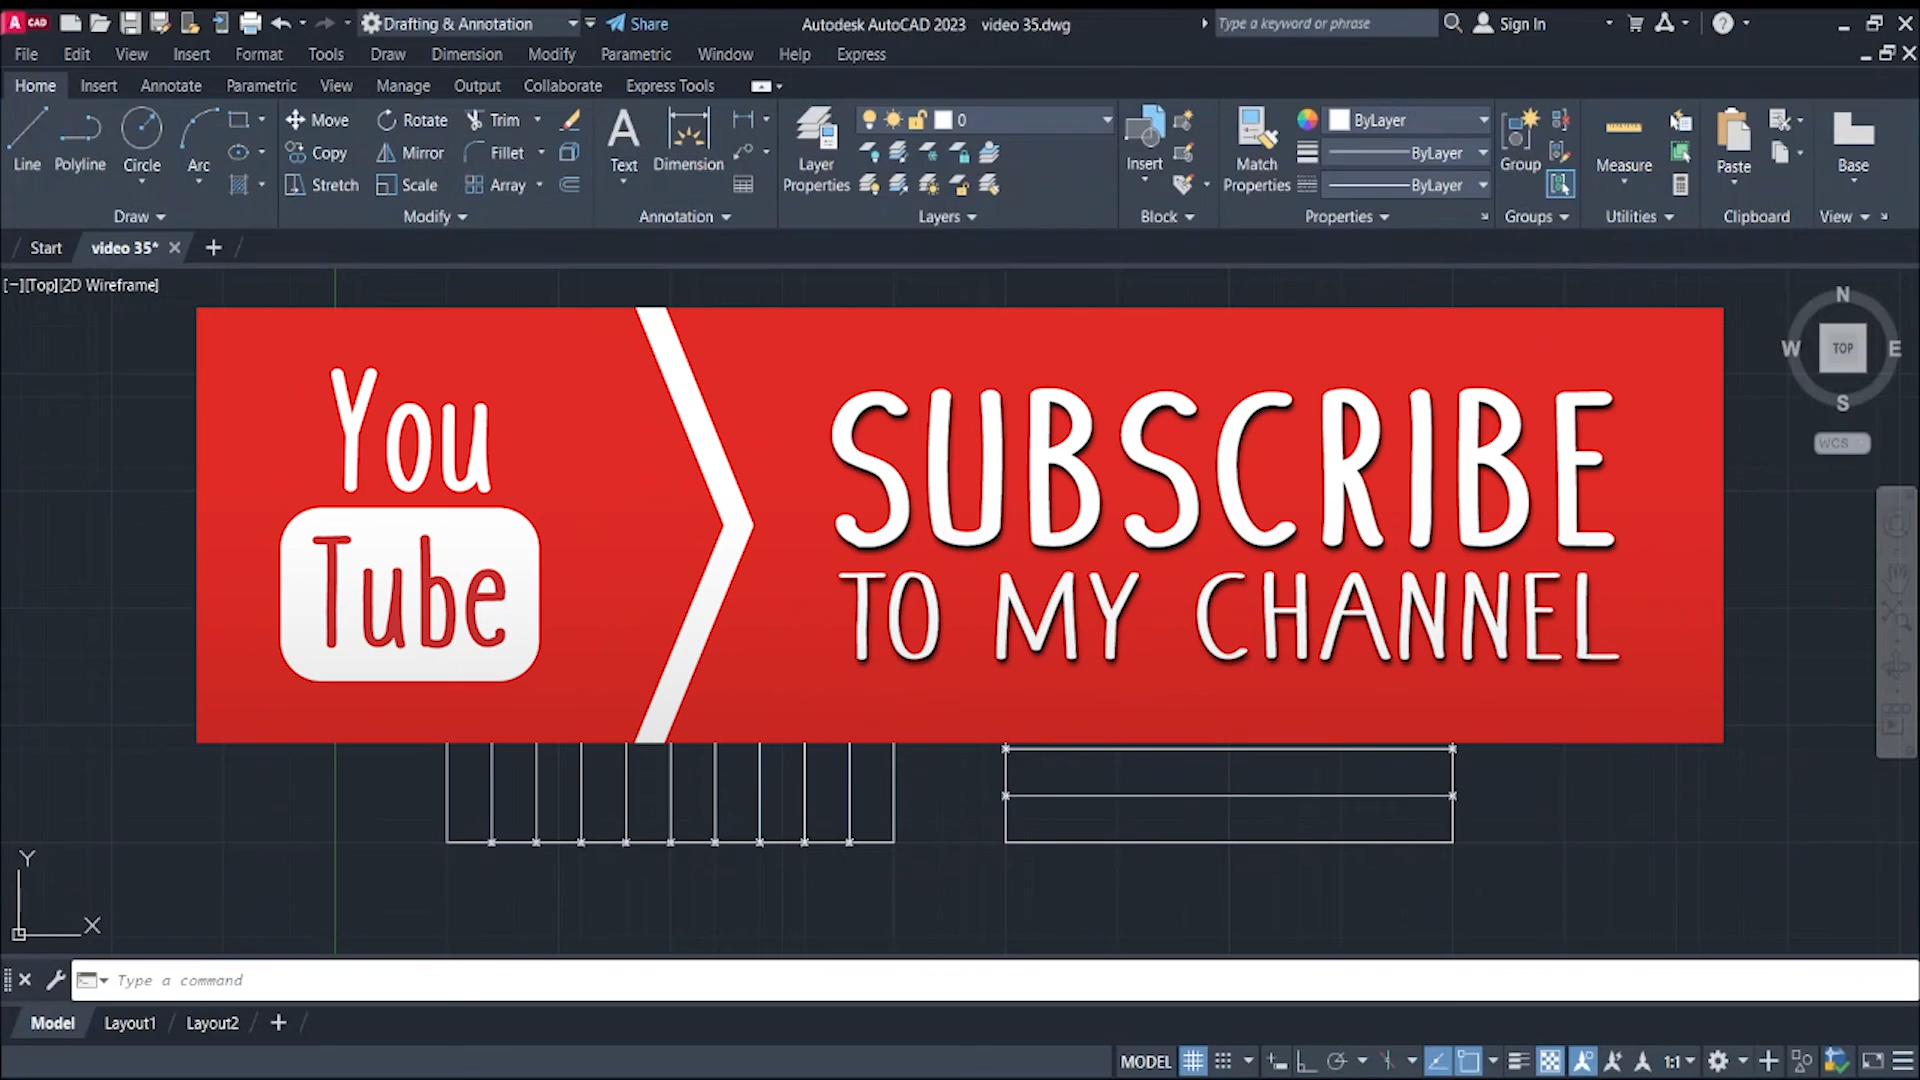 A CAD Drafting & Annotation Share Autodesk AutoCAD 2023 video 35.dwg Type a keyword or phrase Sign In
File Edit View Insert Format Tools Draw Dimension Modify Parametric Window Help Express
Home Insert Annotate Parametric View Manage Output Collaborate Express Tools
Line Polyline Circle Arc
Move Rotate Trim
Copy Mirror Fillet
Stretch Scale Array
Text Dimension
Layer Properties
0
Insert
Match Properties
ByLayer
ByLayer
ByLayer
Group
Measure
Paste
Base
Draw Modify Annotation Layers Block Properties Groups Utilities Clipboard View
Start video 35* +
[−][Top][2D Wireframe]
N
W TOP E
S
WCS
You
Tube
SUBSCRIBE
TO MY CHANNEL
Y
X
Type a command
Model Layout1 Layout2 +
MODEL 1:1